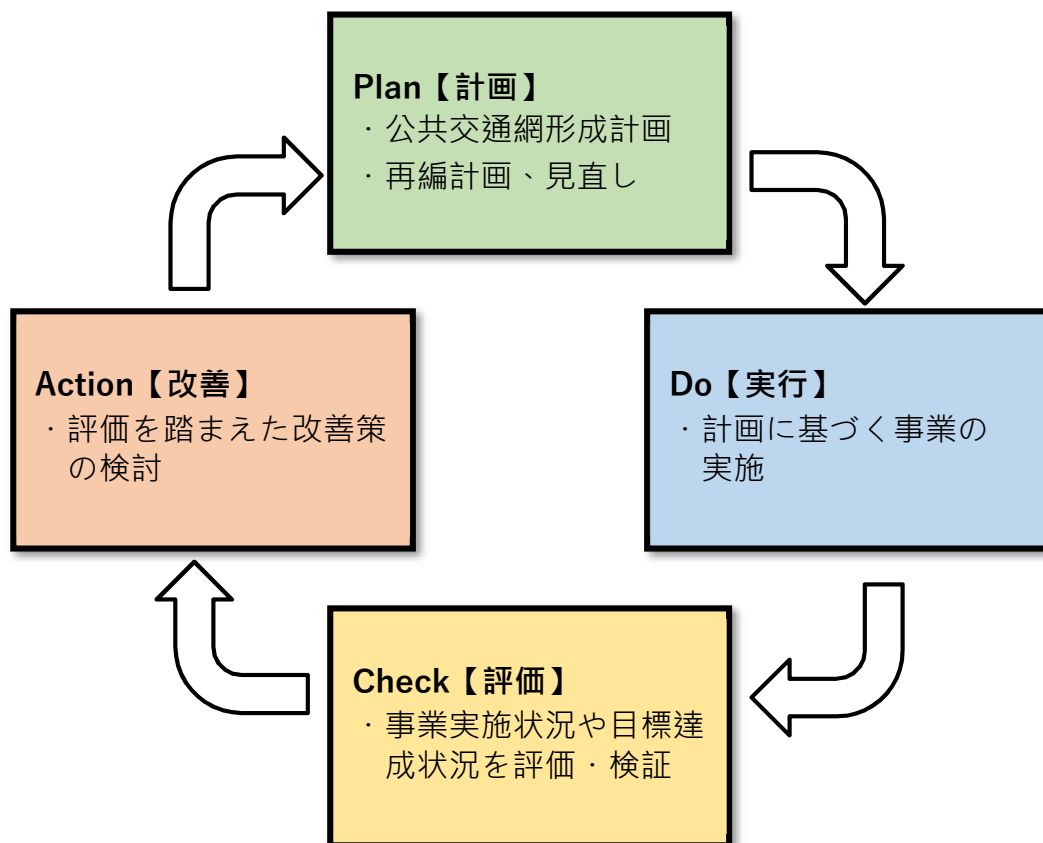 Plan【計画】
・公共交通網形成計画
・再編計画、見直し
Action【改善】
・評価を踏まえた改善策
の検討
Do【実行】
・計画に基づく事業の
実施
Check【評価】
・事業実施状況や目標達
成状況を評価・検証